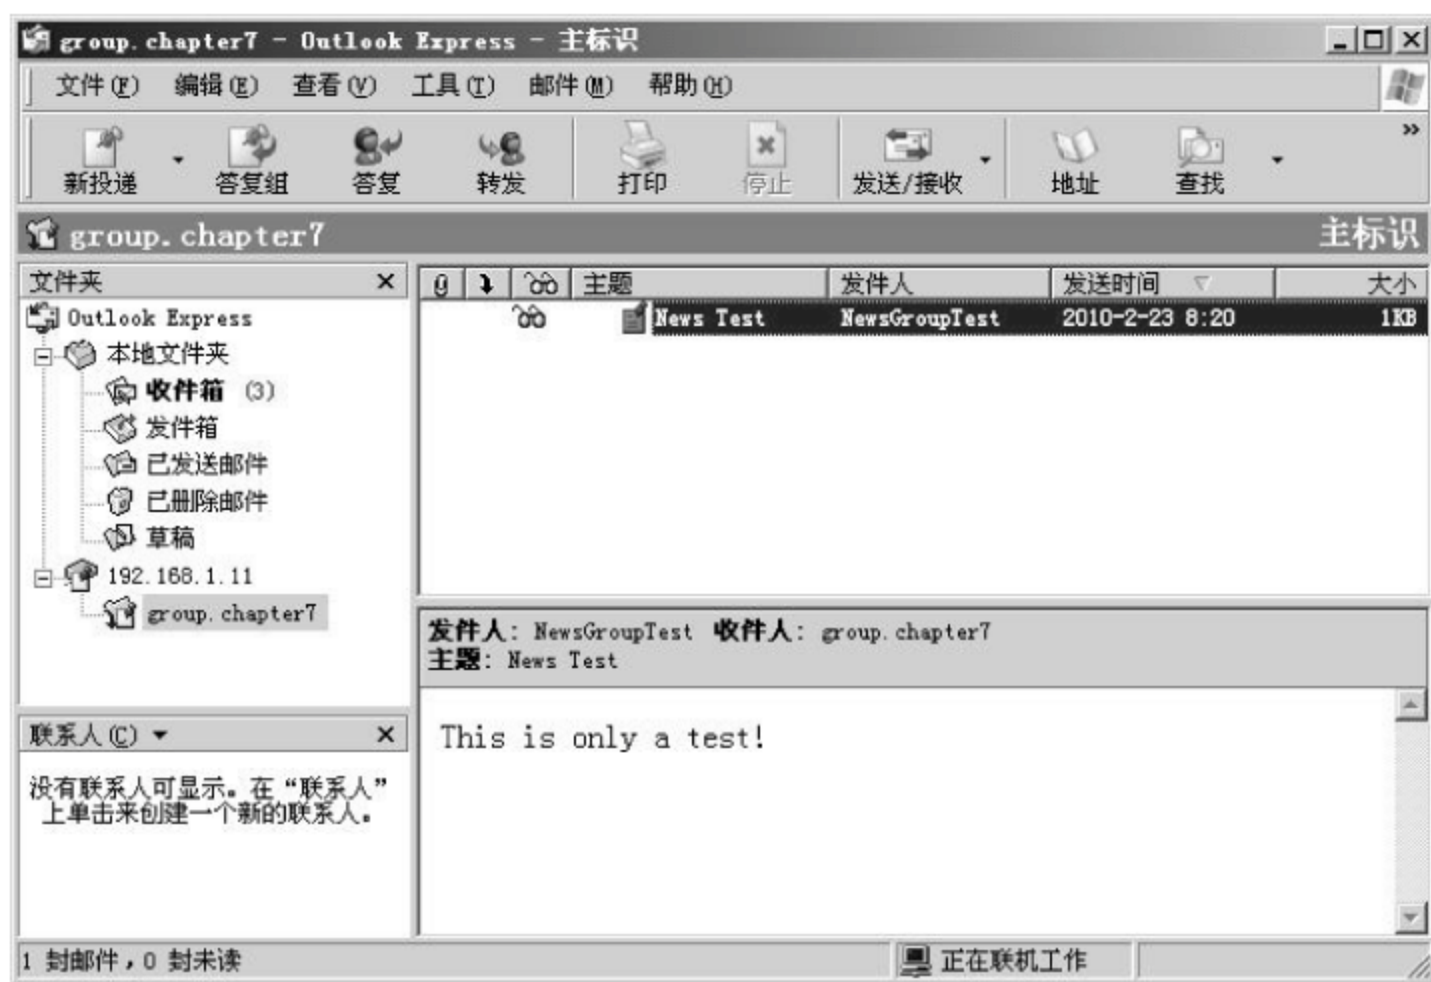 group.chapter7 - Outlook Express - 主标识
文件(F) 编辑(E) 查看(V) 工具(T) 邮件(M) 帮助(H)
新投递 答复组 答复 转发 打印 停止 发送/接收 地址 查找 »
group.chapter7 主标识
文件夹
主题 发件人 发送时间 大小
News Test NewsGroupTest 2010-2-23 8:20 1KB
Outlook Express
本地文件夹
收件箱 (3)
发件箱
已发送邮件
已删除邮件
草稿
192.168.1.11
group.chapter7
发件人: NewsGroupTest 收件人: group.chapter7
主题: News Test
This is only a test!
联系人(C)
没有联系人可显示。在“联系人”
上单击来创建一个新的联系人。
1 封邮件，0 封未读 正在联机工作